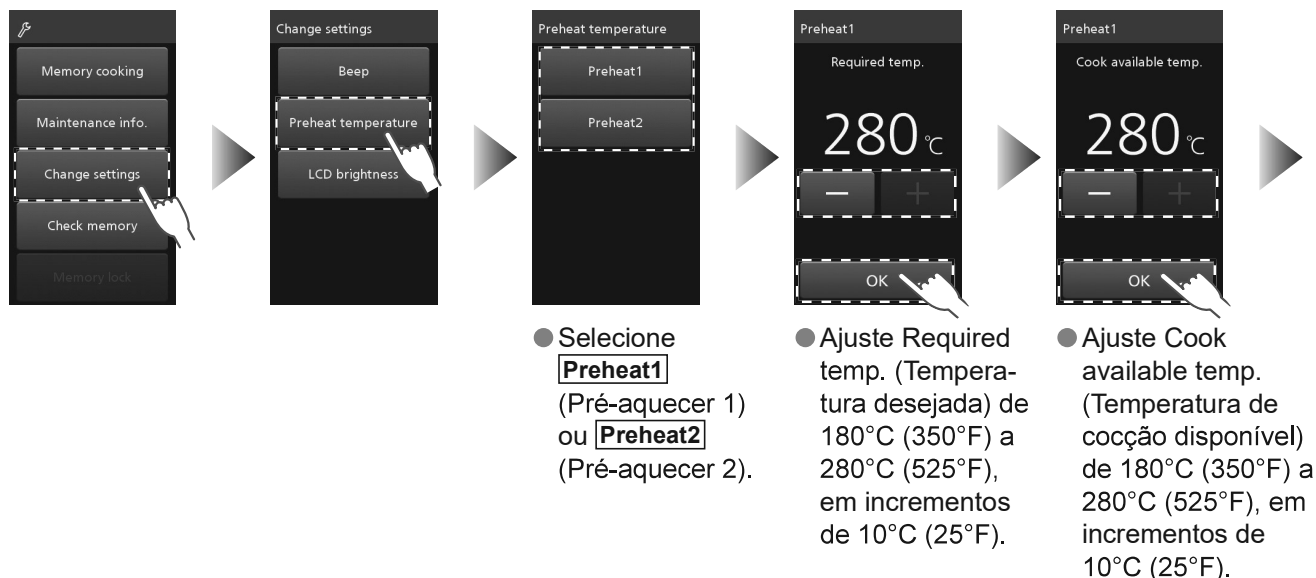 Memory cooking
Maintenance info.
Change settings
Check memory
Memory lock
Change settings
Beep
Preheat temperature
LCD brightness
Preheat temperature
Preheat1
Preheat2
Preheat1
Required temp.
280 °C
− +
OK
Preheat1
Cook available temp.
280 °C
− +
OK
● Selecione
Preheat1
(Pré-aquecer 1)
ou Preheat2
(Pré-aquecer 2).
● Ajuste Required
temp. (Tempera-
tura desejada) de
180°C (350°F) a
280°C (525°F),
em incrementos
de 10°C (25°F).
● Ajuste Cook
available temp.
(Temperatura de
cocção disponível)
de 180°C (350°F) a
280°C (525°F), em
incrementos de
10°C (25°F).